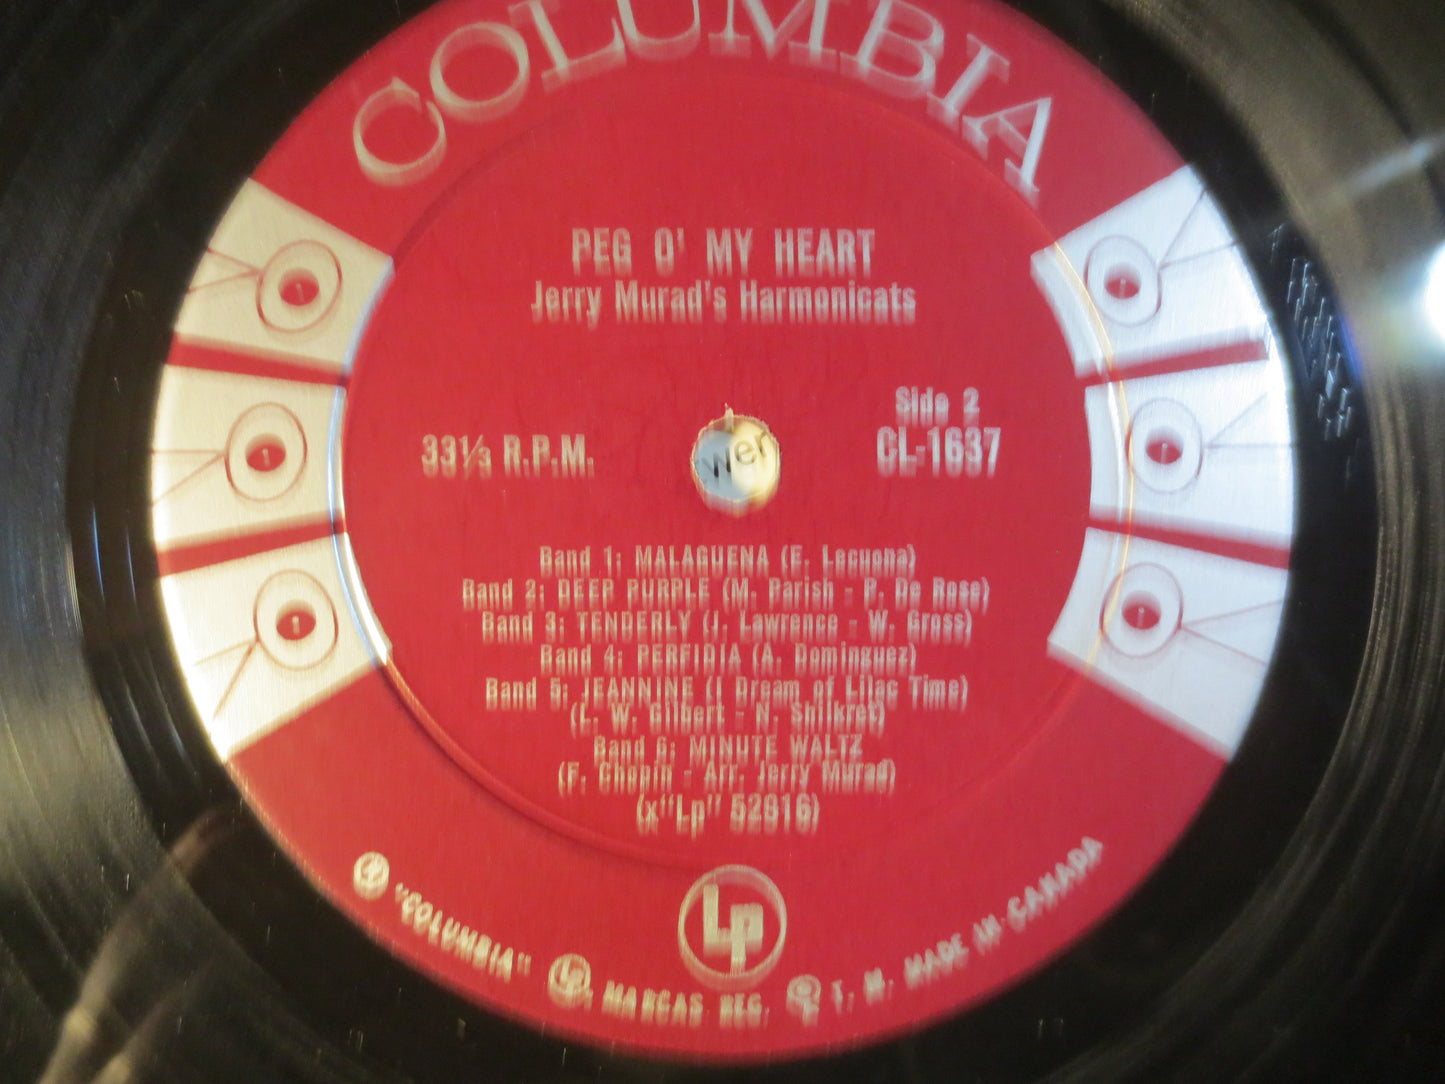 COLUMBIA
PEG O' MY HEART
Jerry Murad's Harmonicats
Side 2
33⅓ R.P.M.
CL-1637
wer
Band 1: MALAGUENA (E. Lecuona)
Band 2: DEEP PURPLE (M. Parish - P. De Rose)
Band 3: TENDERLY (J. Lawrence - W. Gross)
Band 4: PERFIDIA (A. Dominguez)
Band 5: JEANNINE (I Dream of Lilac Time)
(L. W. Gilbert - N. Shilkret)
Band 6: MINUTE WALTZ
(F. Chopin - Arr. Jerry Murad)
(x"Lp" 52916)
Lp
® "COLUMBIA" Lp, MARCAS REG. ® T. M. MADE IN CANADA